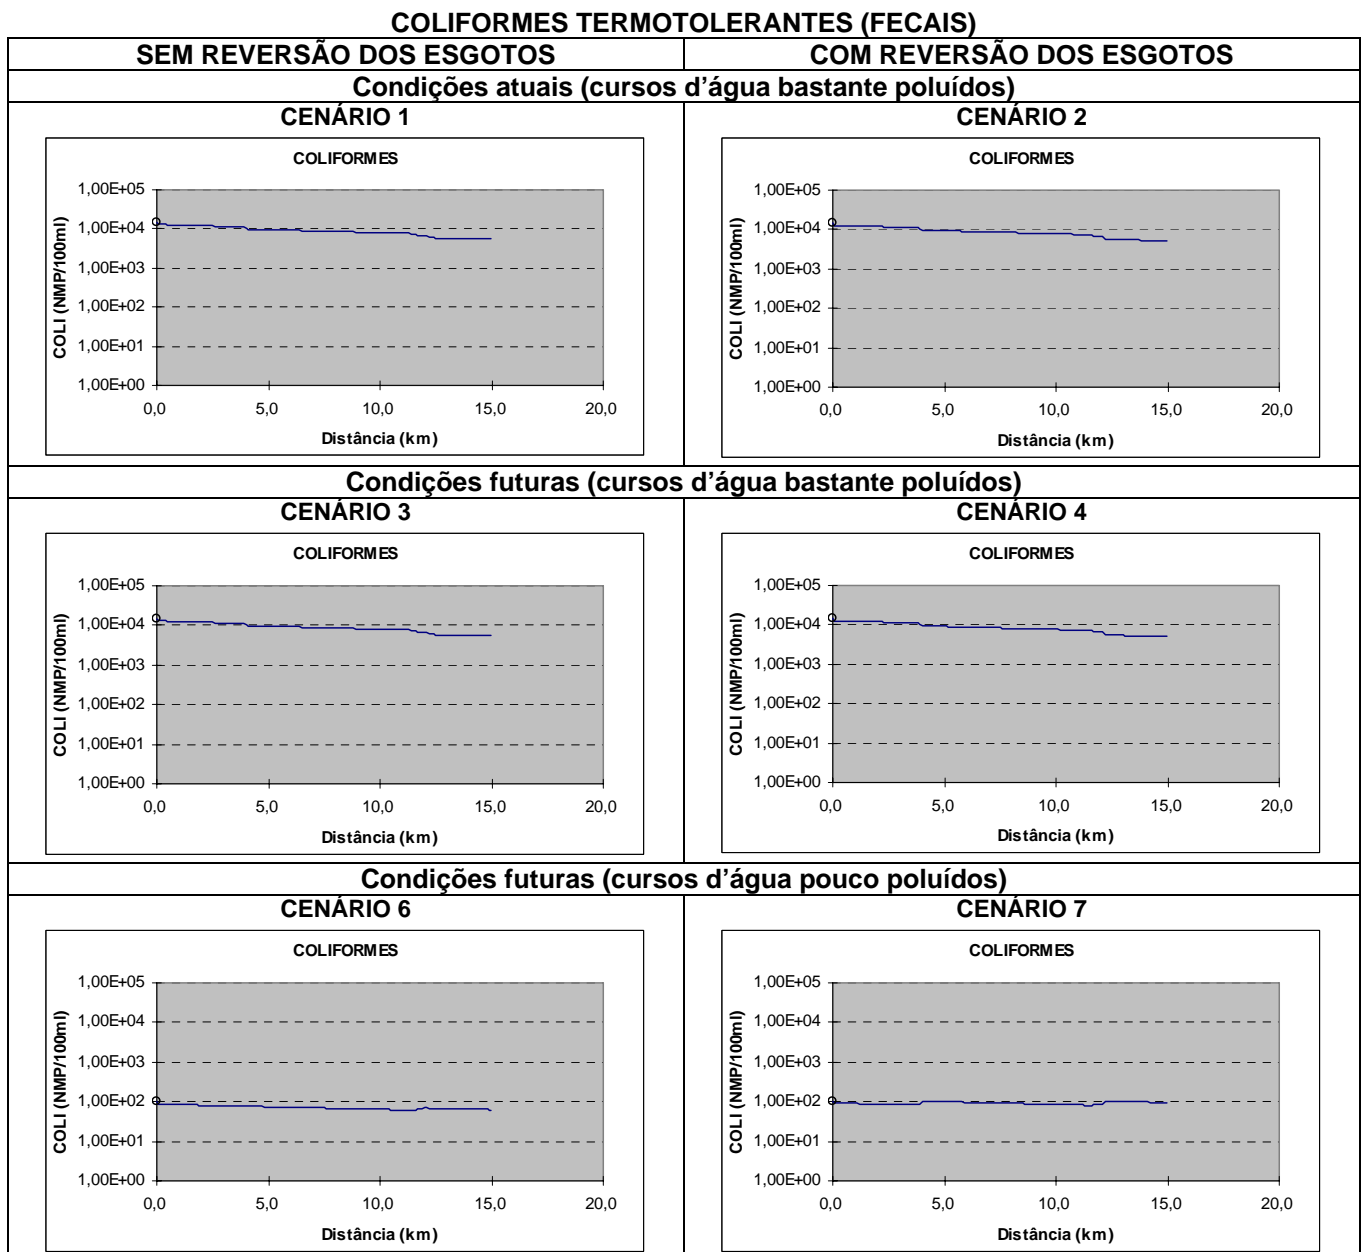 COLIFORMES TERMOTOLERANTES (FECAIS)
SEM REVERSÃO DOS ESGOTOS
COM REVERSÃO DOS ESGOTOS
Condições atuais (cursos d'água bastante poluídos)
CENÁRIO 1
COLIFORMES
COLI (NMP/100ml)
1,00E+05
1,00E+04
1,00E+03
1,00E+02
1,00E+01
1,00E+00
0,0 5,0 10,0 15,0 20,0
Distância (km)
CENÁRIO 2
COLIFORMES
COLI (NMP/100ml)
1,00E+05
1,00E+04
1,00E+03
1,00E+02
1,00E+01
1,00E+00
0,0 5,0 10,0 15,0 20,0
Distância (km)
Condições futuras (cursos d'água bastante poluídos)
CENÁRIO 3
COLIFORMES
COLI (NMP/100ml)
1,00E+05
1,00E+04
1,00E+03
1,00E+02
1,00E+01
1,00E+00
0,0 5,0 10,0 15,0 20,0
Distância (km)
CENÁRIO 4
COLIFORMES
COLI (NMP/100ml)
1,00E+05
1,00E+04
1,00E+03
1,00E+02
1,00E+01
1,00E+00
0,0 5,0 10,0 15,0 20,0
Distância (km)
Condições futuras (cursos d'água pouco poluídos)
CENÁRIO 6
COLIFORMES
COLI (NMP/100ml)
1,00E+05
1,00E+04
1,00E+03
1,00E+02
1,00E+01
1,00E+00
0,0 5,0 10,0 15,0 20,0
Distância (km)
CENÁRIO 7
COLIFORMES
COLI (NMP/100ml)
1,00E+05
1,00E+04
1,00E+03
1,00E+02
1,00E+01
1,00E+00
0,0 5,0 10,0 15,0 20,0
Distância (km)